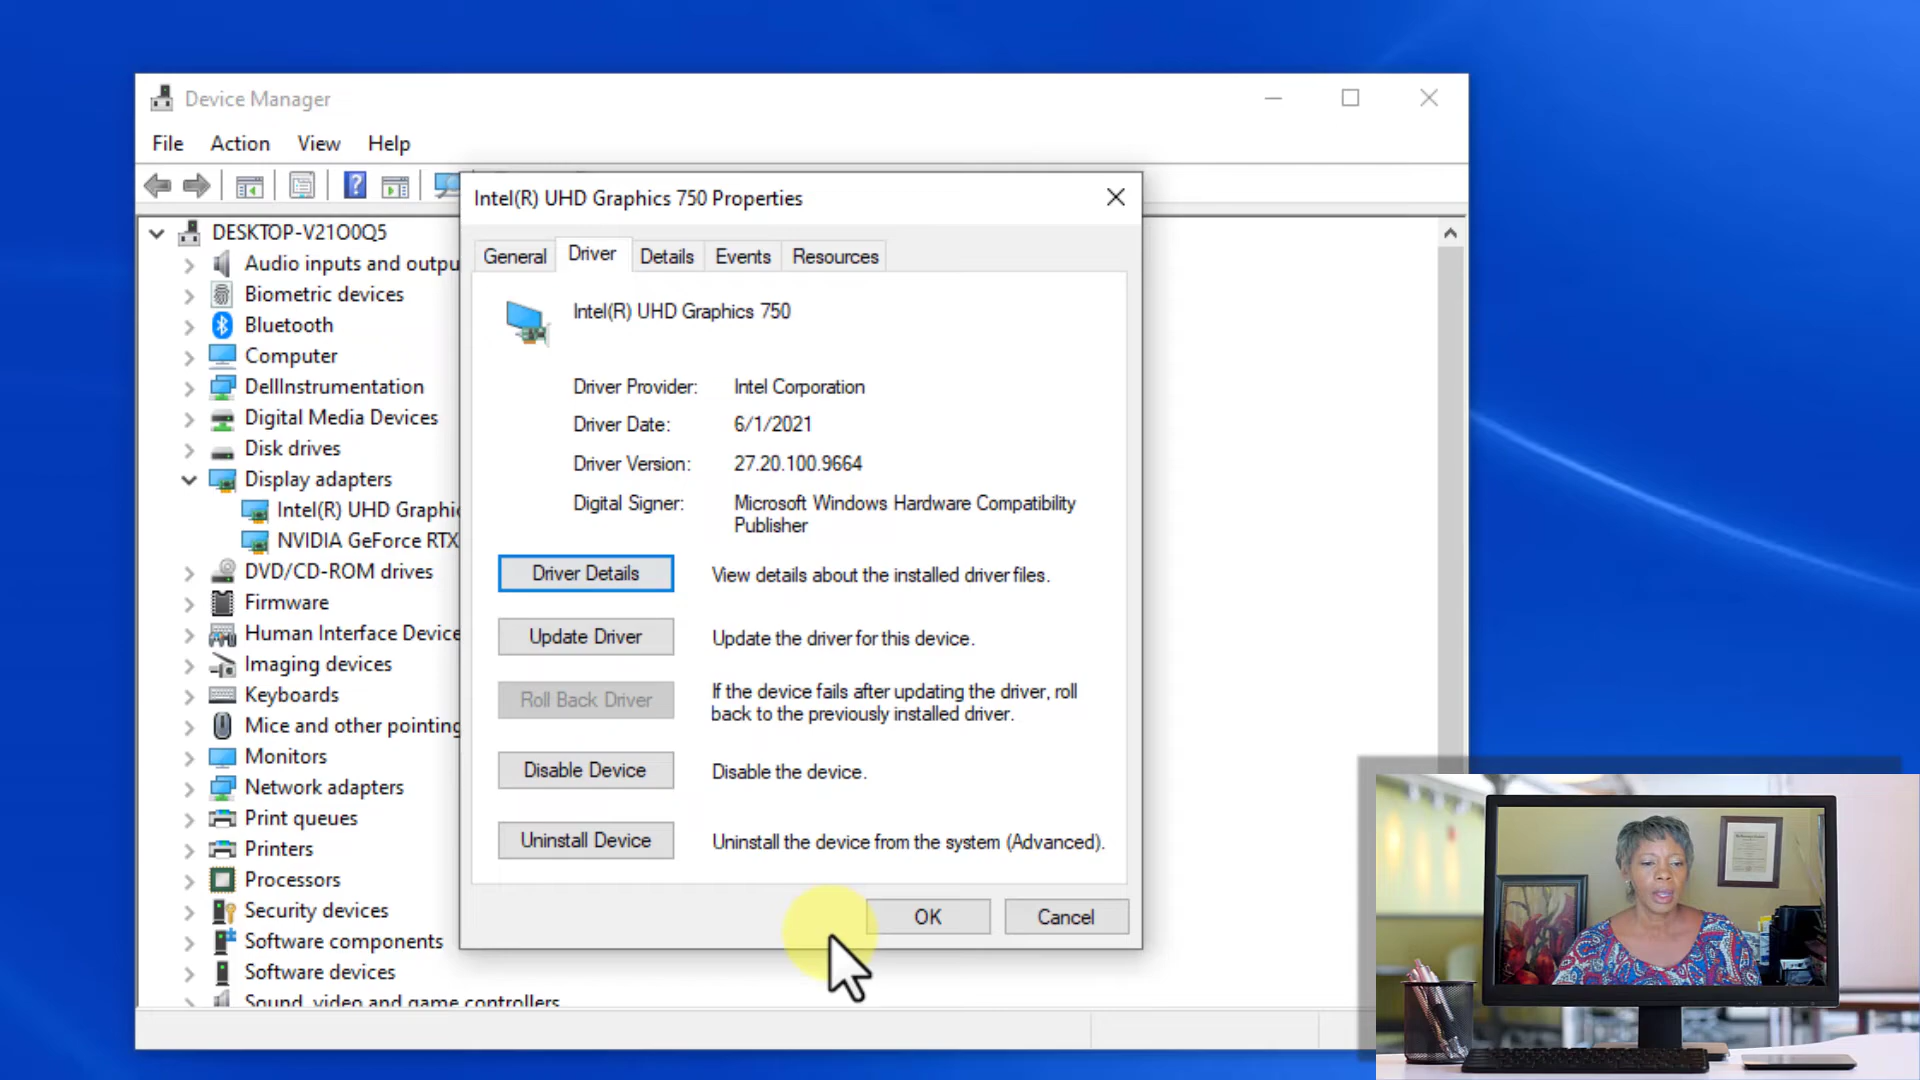 Device Manager
File Action View Help
DESKTOP-V21O0Q5
Audio inputs and outpu
Biometric devices
Bluetooth
Computer
DellInstrumentation
Digital Media Devices
Disk drives
Display adapters
Intel(R) UHD Graphic
NVIDIA GeForce RTX
DVD/CD-ROM drives
Firmware
Human Interface Device
Imaging devices
Keyboards
Mice and other pointing
Monitors
Network adapters
Print queues
Printers
Processors
Security devices
Software components
Software devices
Sound, video and game controllers
Intel(R) UHD Graphics 750 Properties
General Driver Details Events Resources
Intel(R) UHD Graphics 750
Driver Provider: Intel Corporation
Driver Date: 6/1/2021
Driver Version: 27.20.100.9664
Digital Signer: Microsoft Windows Hardware Compatibility
Publisher
Driver Details View details about the installed driver files.
Update Driver Update the driver for this device.
Roll Back Driver If the device fails after updating the driver, roll
back to the previously installed driver.
Disable Device Disable the device.
Uninstall Device Uninstall the device from the system (Advanced).
OK Cancel